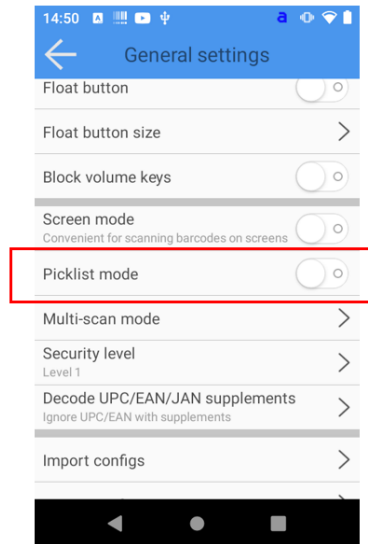 14:50 A a
General settings
Float button
Float button size
Block volume keys
Screen mode
Convenient for scanning barcodes on screens
Picklist mode
Multi-scan mode
Security level
Level 1
Decode UPC/EAN/JAN supplements
Ignore UPC/EAN with supplements
Import configs